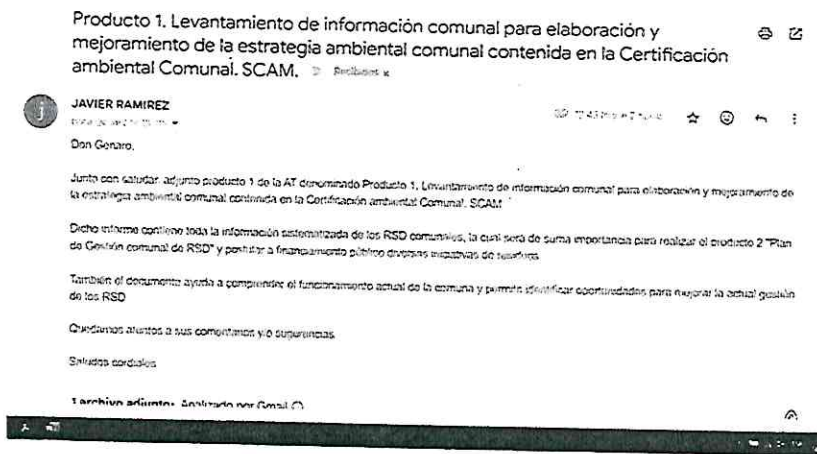 Producto 1. Levantamiento de información comunal para elaboración y
mejoramiento de la estrategia ambiental comunal contenida en la Certificación
ambiental Comunal. SCAM.
Recibidos x
j
JAVIER RAMIREZ
Don Genaro,
Junto con saludar, adjunto producto 1 de la AT denominado Producto 1. Levantamiento de información comunal para elaboración y mejoramiento de
la estrategia ambiental comunal contenida en la Certificación ambiental Comunal. SCAM
Dicho informe contiene toda la información sistematizada de los RSD comunales, la cual será de suma importancia para realizar el producto 2 "Plan
de Gestión comunal de RSD" y postular a financiamiento público diversas iniciativas de residuos
También el documento ayuda a comprender el funcionamiento actual de la comuna y permite identificar oportunidades para mejorar la actual gestión
de los RSD
Quedamos atentos a sus comentarios y/o sugerencias
Saludos cordiales
1 archivo adjunto• Analizado por Gmail